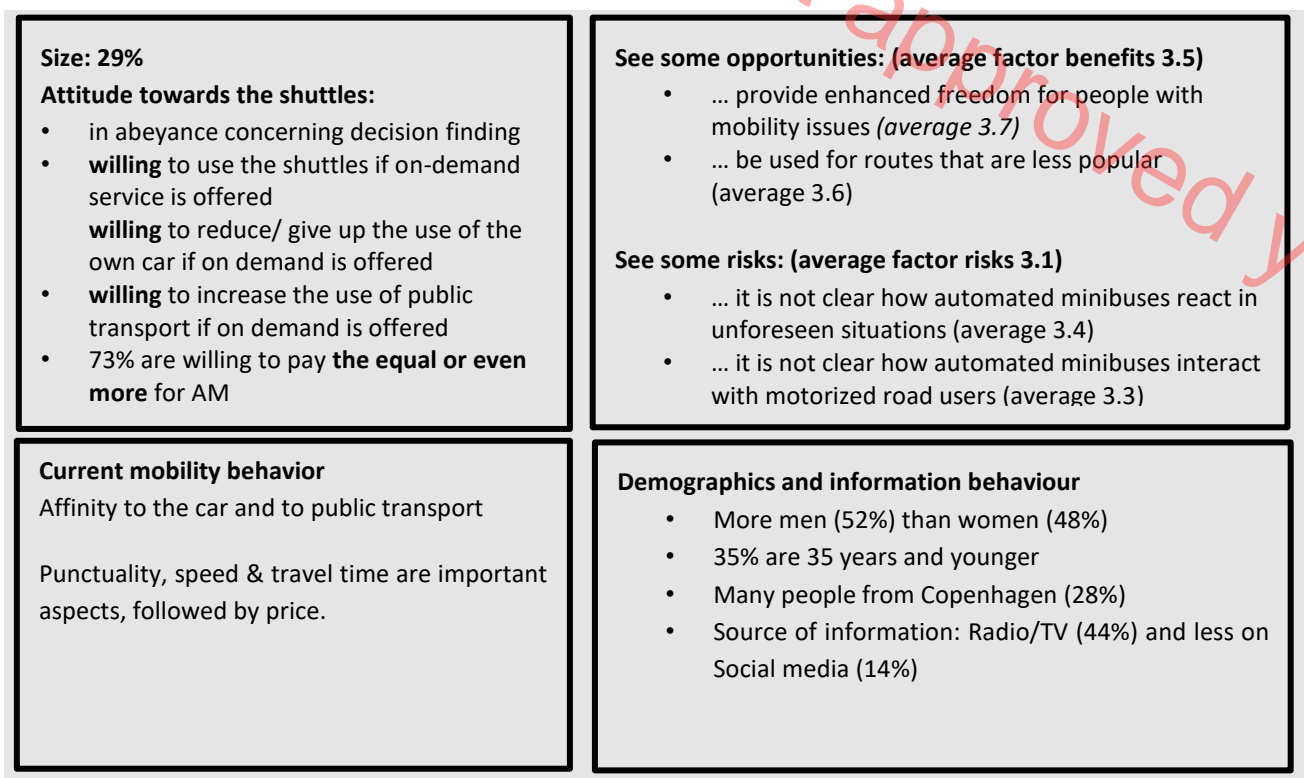 Size: 29%
Attitude towards the shuttles:
• in abeyance concerning decision finding
• willing to use the shuttles if on-demand
service is offered
willing to reduce/ give up the use of the
own car if on demand is offered
• willing to increase the use of public
transport if on demand is offered
• 73% are willing to pay the equal or even
more for AM
See some opportunities: (average factor benefits 3.5)
• … provide enhanced freedom for people with
mobility issues (average 3.7)
• … be used for routes that are less popular
(average 3.6)
See some risks: (average factor risks 3.1)
• … it is not clear how automated minibuses react in
unforeseen situations (average 3.4)
• … it is not clear how automated minibuses interact
with motorized road users (average 3.3)
Current mobility behavior
Affinity to the car and to public transport
Punctuality, speed & travel time are important
aspects, followed by price.
Demographics and information behaviour
• More men (52%) than women (48%)
• 35% are 35 years and younger
• Many people from Copenhagen (28%)
• Source of information: Radio/TV (44%) and less on
Social media (14%)
approved y